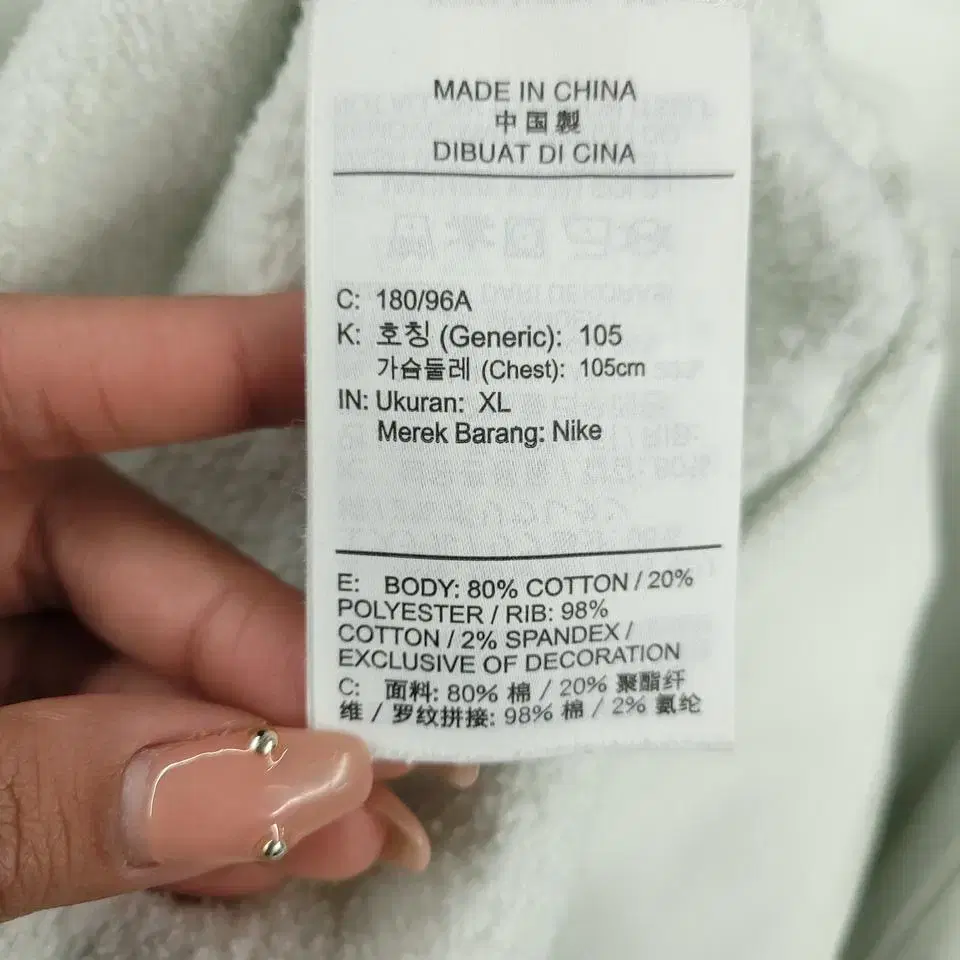 MADE IN CHINA
中国製
DIBUAT DI CINA
C: 180/96A
K: 호칭 (Generic): 105
가슴둘레 (Chest): 105cm
IN: Ukuran: XL
Merek Barang: Nike
E: BODY: 80% COTTON / 20%
POLYESTER / RIB: 98%
COTTON / 2% SPANDEX /
EXCLUSIVE OF DECORATION
C: 面料: 80% 棉 / 20% 聚酯纤
维 / 罗纹拼接: 98% 棉 / 2% 氨纶